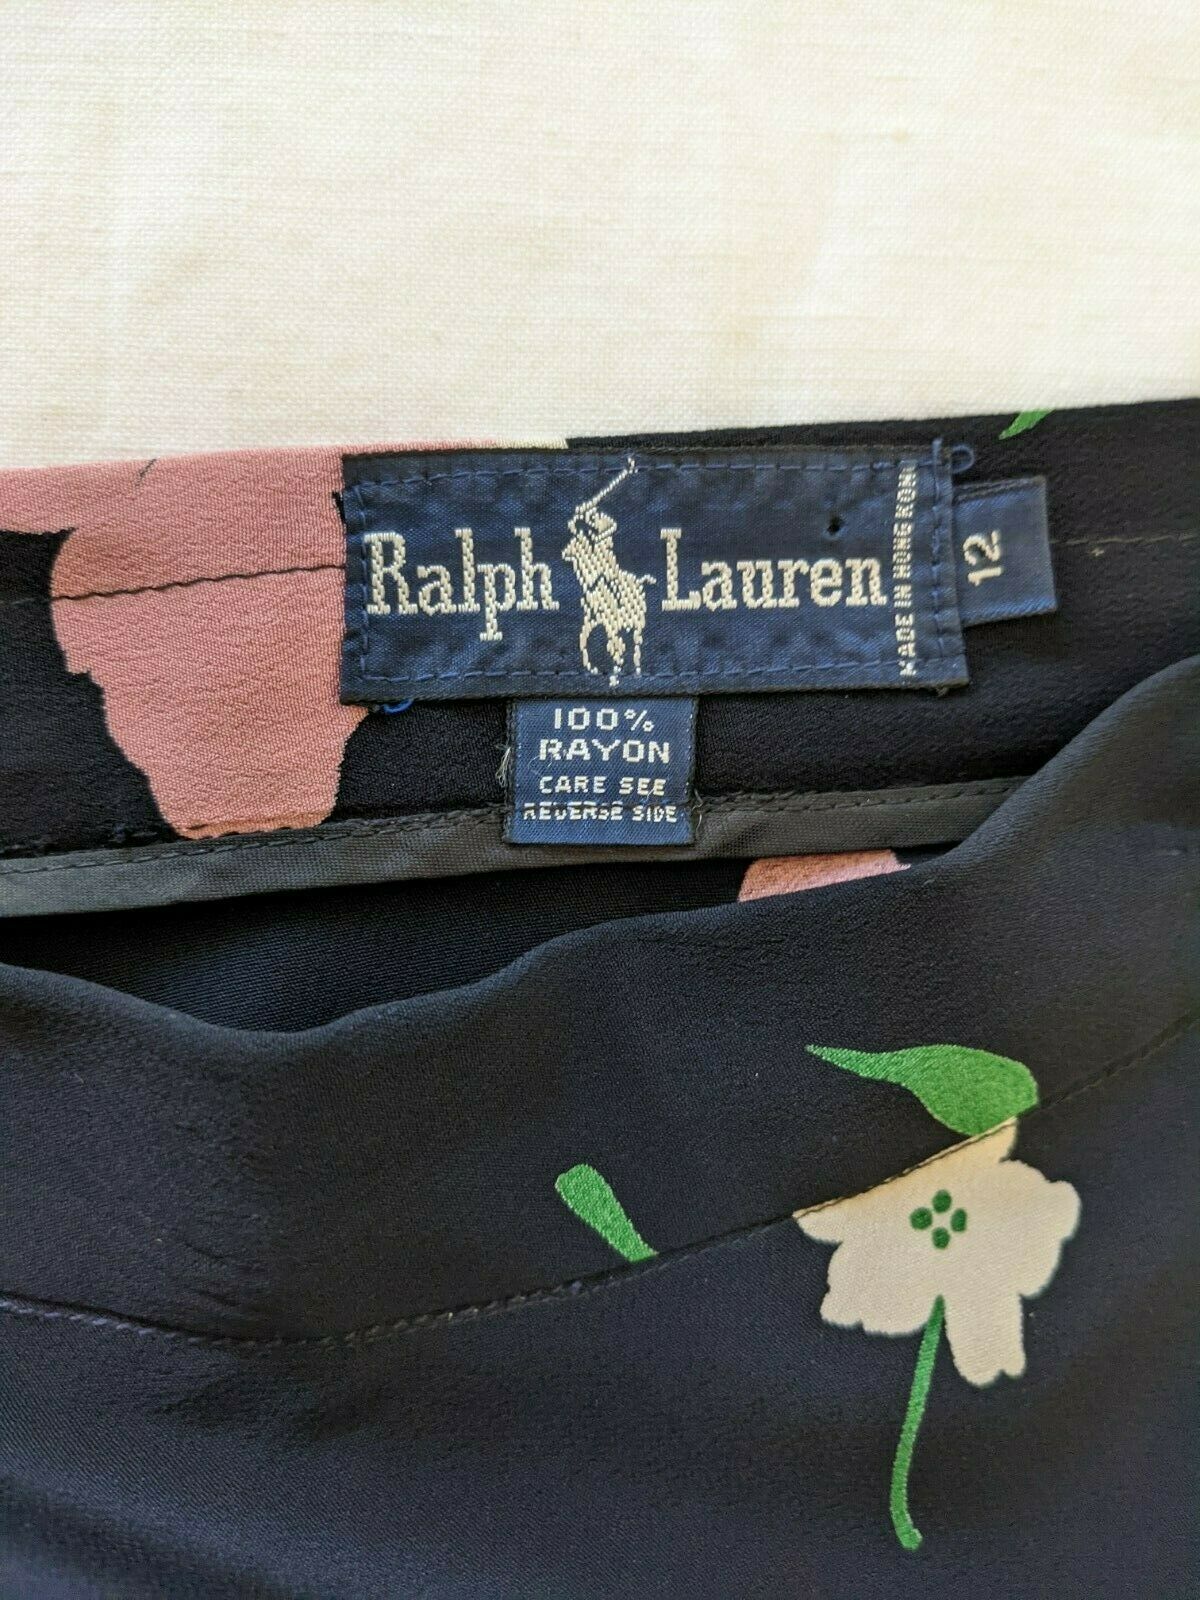 Ralph Lauren
MADE IN HONG KONG
12
100%
RAYON
CARE SEE
REVERSE SIDE